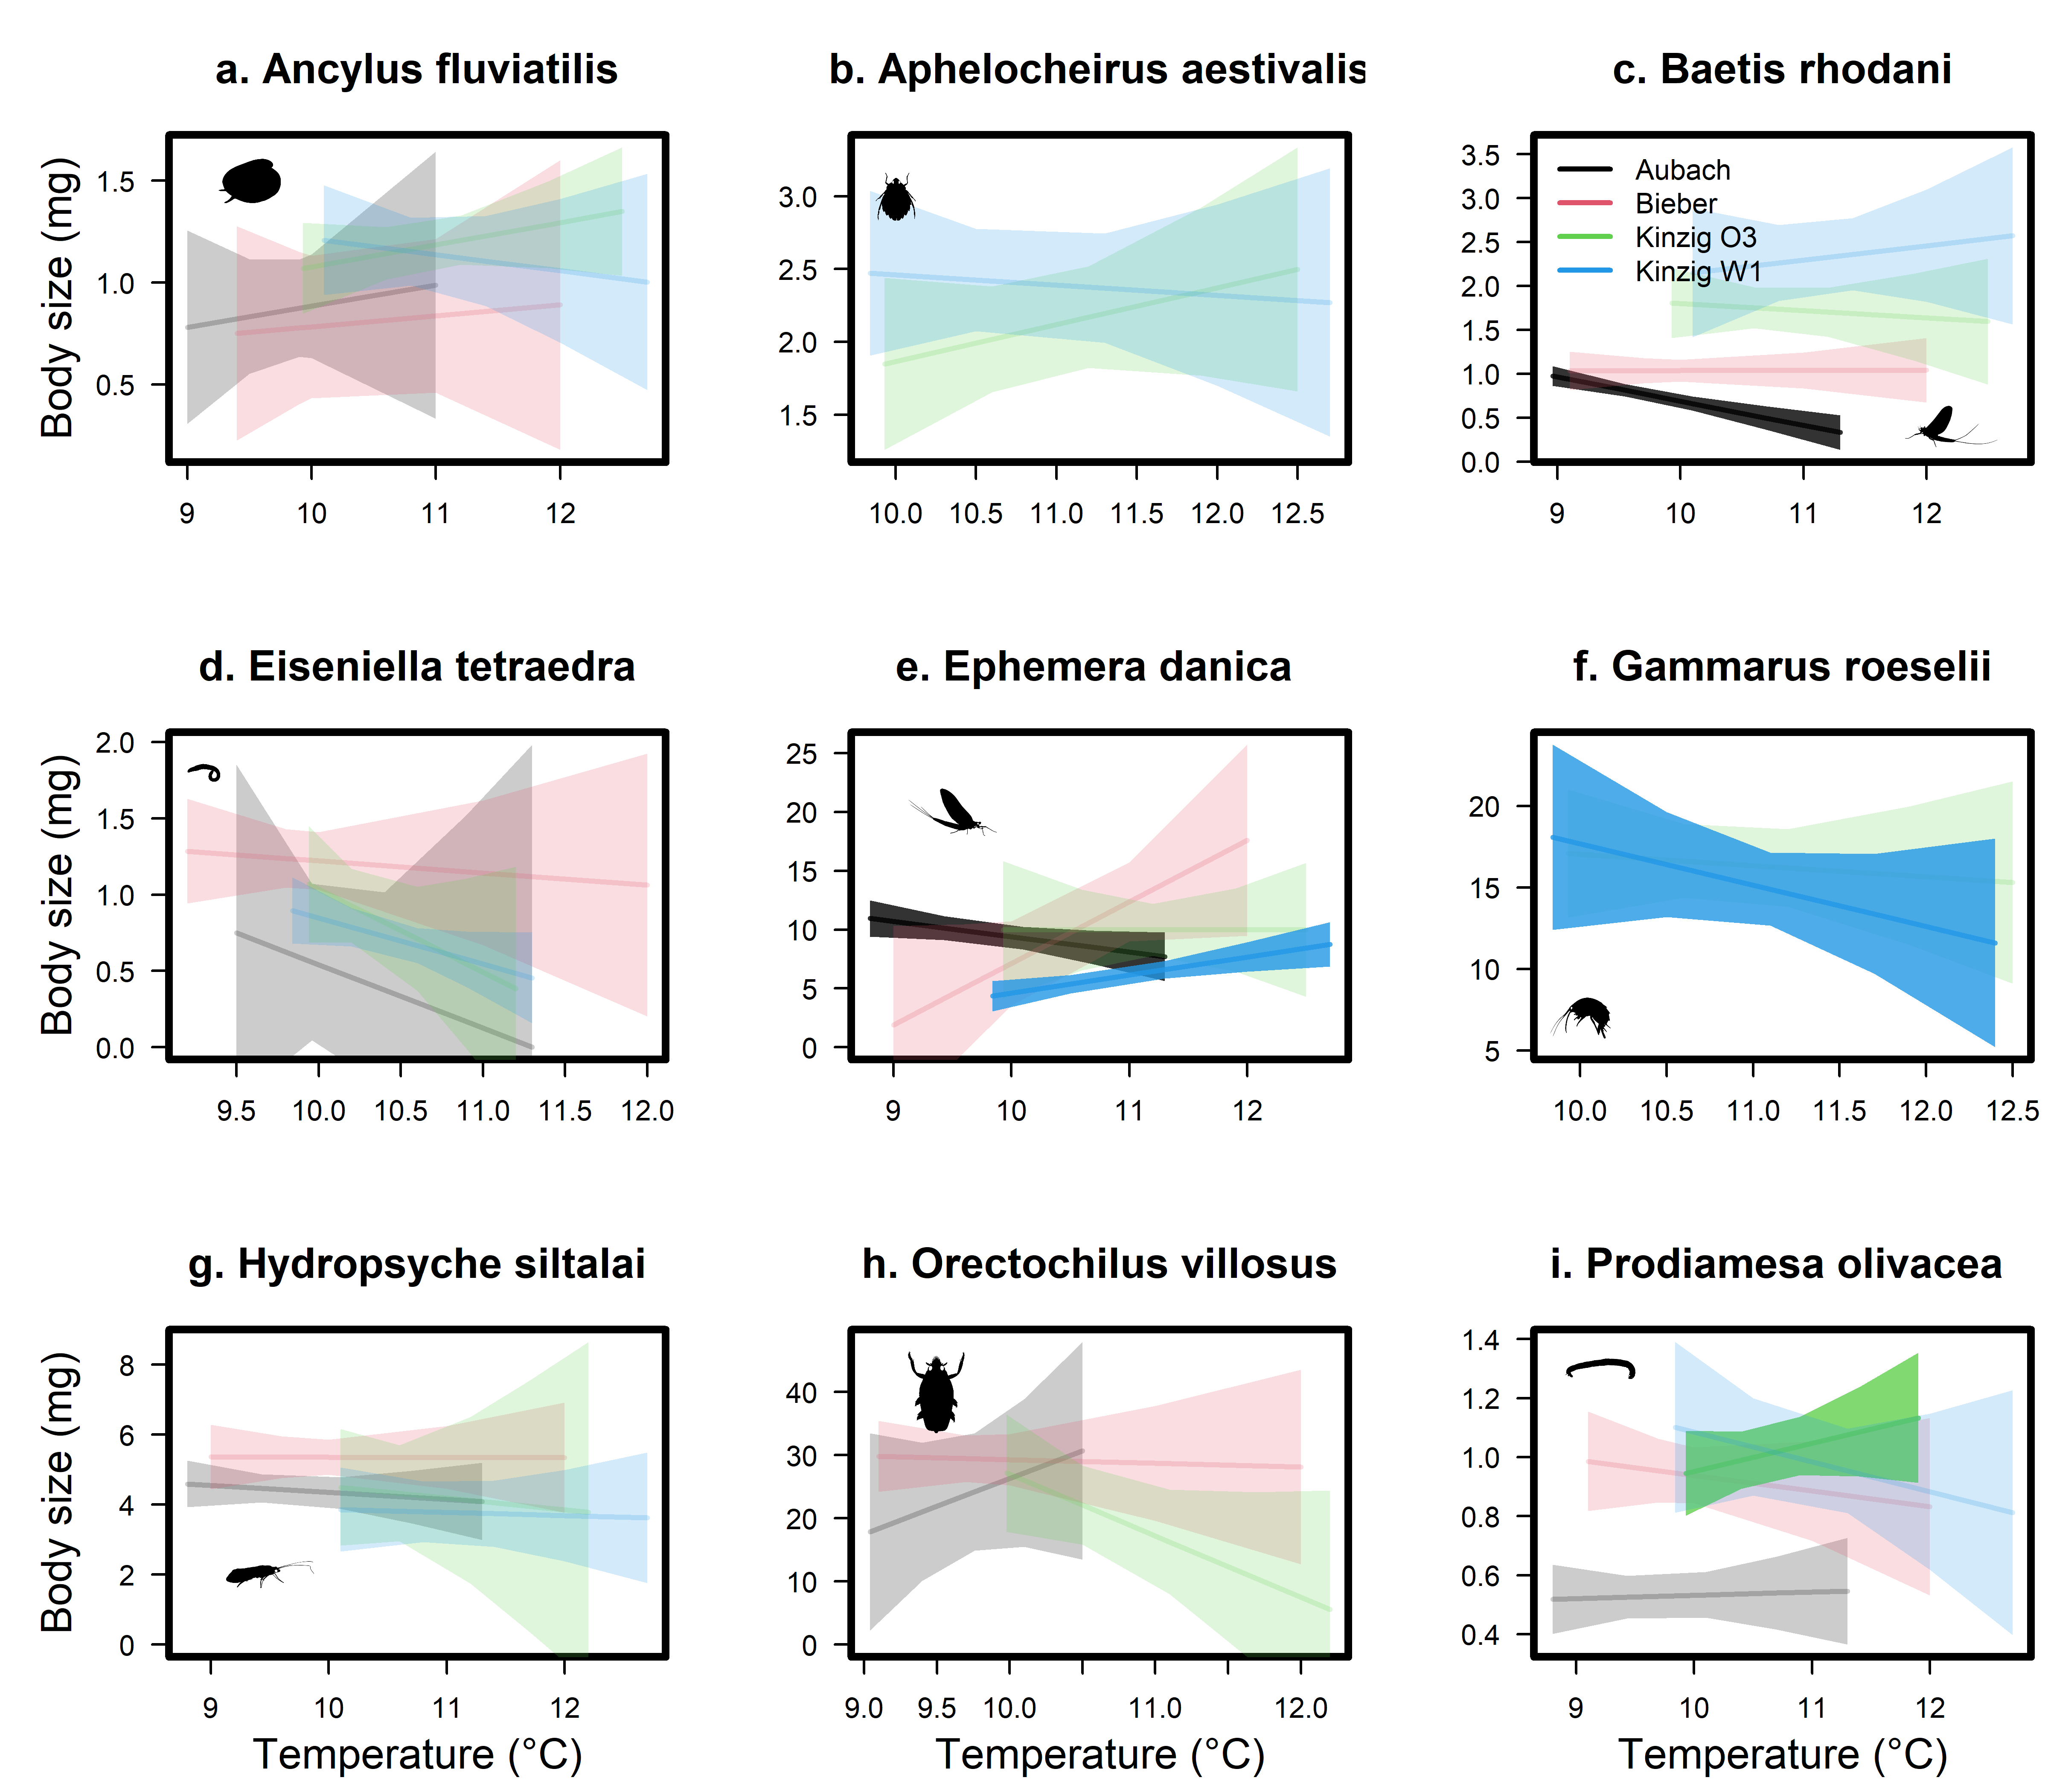 a. Ancylus fluviatilis
b. Aphelocheirus aestivalis
c. Baetis rhodani
Body size (mg)
1.5
1.0
0.5
9 10 11 12
3.0
2.5
2.0
1.5
10.0 10.5 11.0 11.5 12.0 12.5
3.5
3.0
2.5
2.0
1.5
1.0
0.5
0.0
Aubach
Bieber
Kinzig O3
Kinzig W1
9 10 11 12
d. Eiseniella tetraedra
e. Ephemera danica
f. Gammarus roeselii
Body size (mg)
2.0
1.5
1.0
0.5
0.0
9.5 10.0 10.5 11.0 11.5 12.0
25
20
15
10
5
0
9 10 11 12
20
15
10
5
10.0 10.5 11.0 11.5 12.0 12.5
g. Hydropsyche siltalai
h. Orectochilus villosus
i. Prodiamesa olivacea
Body size (mg)
8
6
4
2
0
9 10 11 12
Temperature (°C)
40
30
20
10
0
9.0 9.5 10.0 11.0 12.0
Temperature (°C)
1.4
1.2
1.0
0.8
0.6
0.4
9 10 11 12
Temperature (°C)